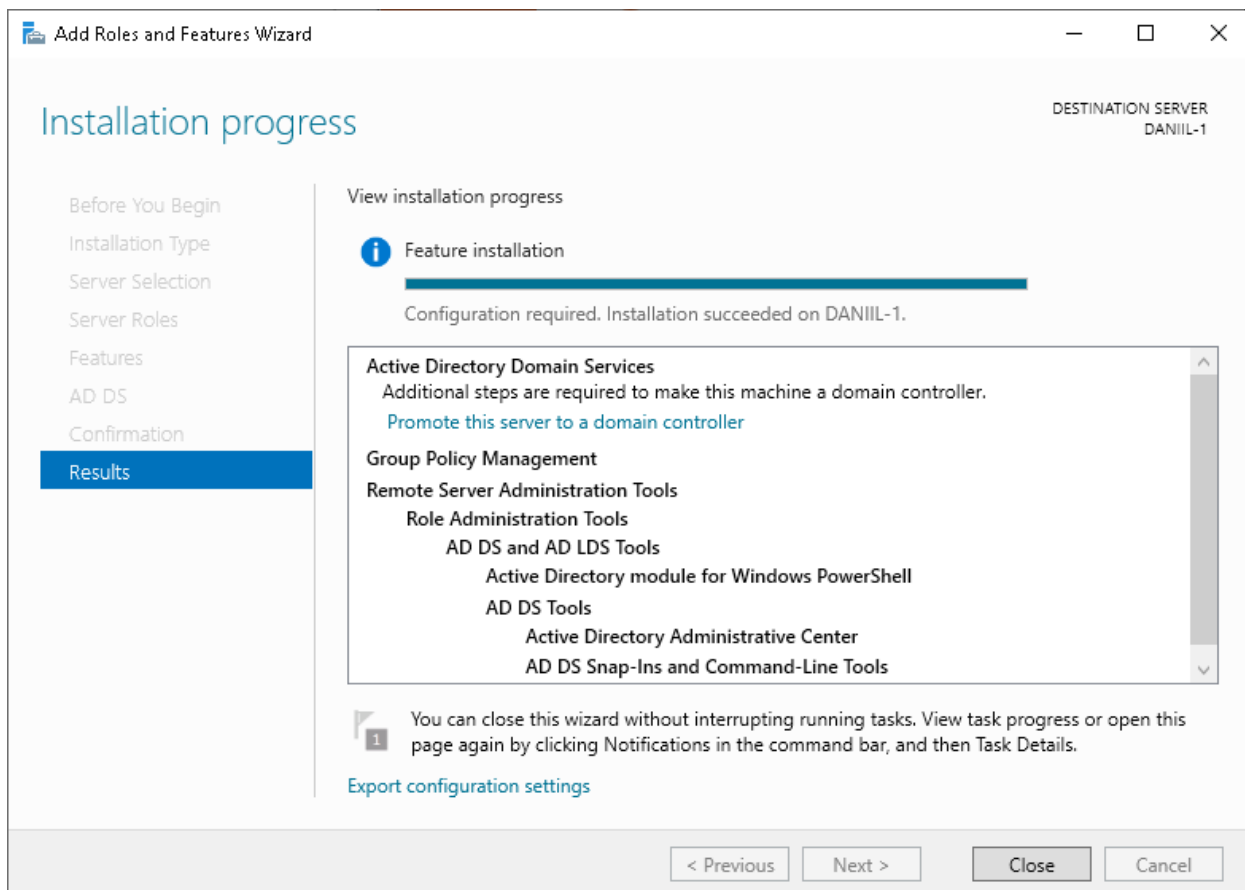 Add Roles and Features Wizard
Installation progress
DESTINATION SERVER
DANIIL-1
Before You Begin
Installation Type
Server Selection
Server Roles
Features
AD DS
Confirmation
Results
View installation progress
Feature installation
Configuration required. Installation succeeded on DANIIL-1.
Active Directory Domain Services
Additional steps are required to make this machine a domain controller.
Promote this server to a domain controller
Group Policy Management
Remote Server Administration Tools
Role Administration Tools
AD DS and AD LDS Tools
Active Directory module for Windows PowerShell
AD DS Tools
Active Directory Administrative Center
AD DS Snap-Ins and Command-Line Tools
1
You can close this wizard without interrupting running tasks. View task progress or open this
page again by clicking Notifications in the command bar, and then Task Details.
Export configuration settings
< Previous
Next >
Close
Cancel